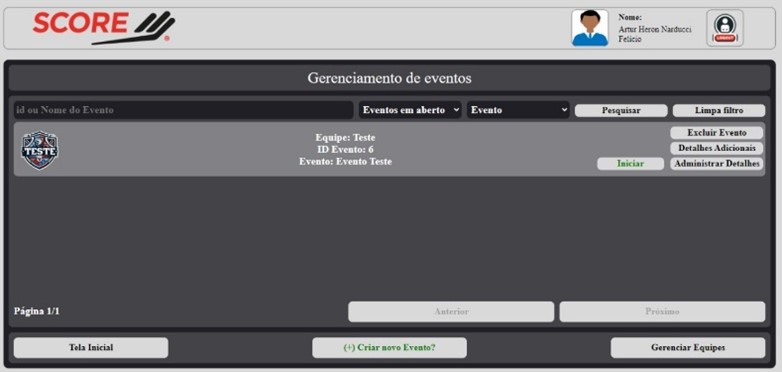 SCORE
®
Nome:
Artur Heron Narducci
Felício
LOGOUT
Gerenciamento de eventos
id ou Nome do Evento
Eventos em aberto
Evento
Pesquisar
Limpa filtro
TESTE
Equipe: Teste
ID Evento: 6
Evento: Evento Teste
Excluir Evento
Detalhes Adicionais
Iniciar
Administrar Detalhes
Página 1/1
Anterior
Próximo
Tela Inicial
(+) Criar novo Evento?
Gerenciar Equipes